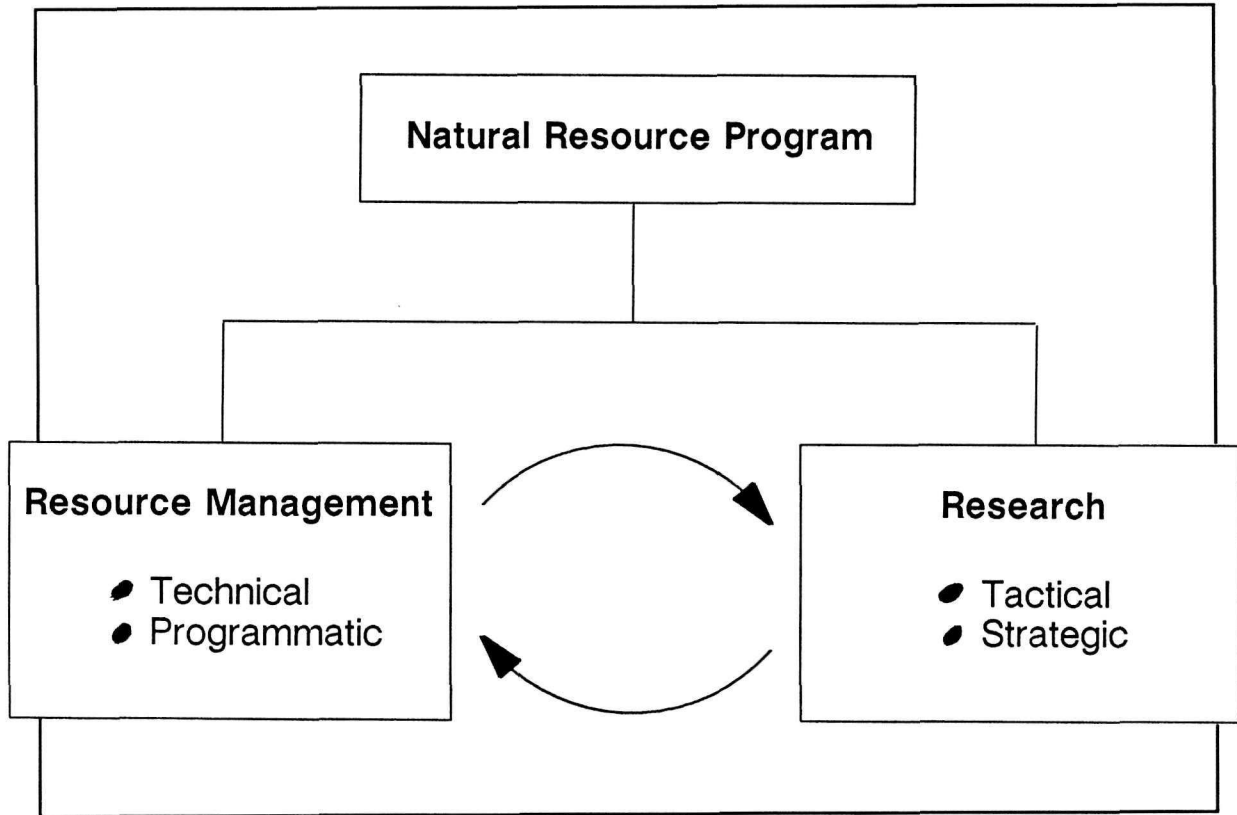 Natural Resource Program
Resource Management
Technical
Programmatic
Research
Tactical
Strategic